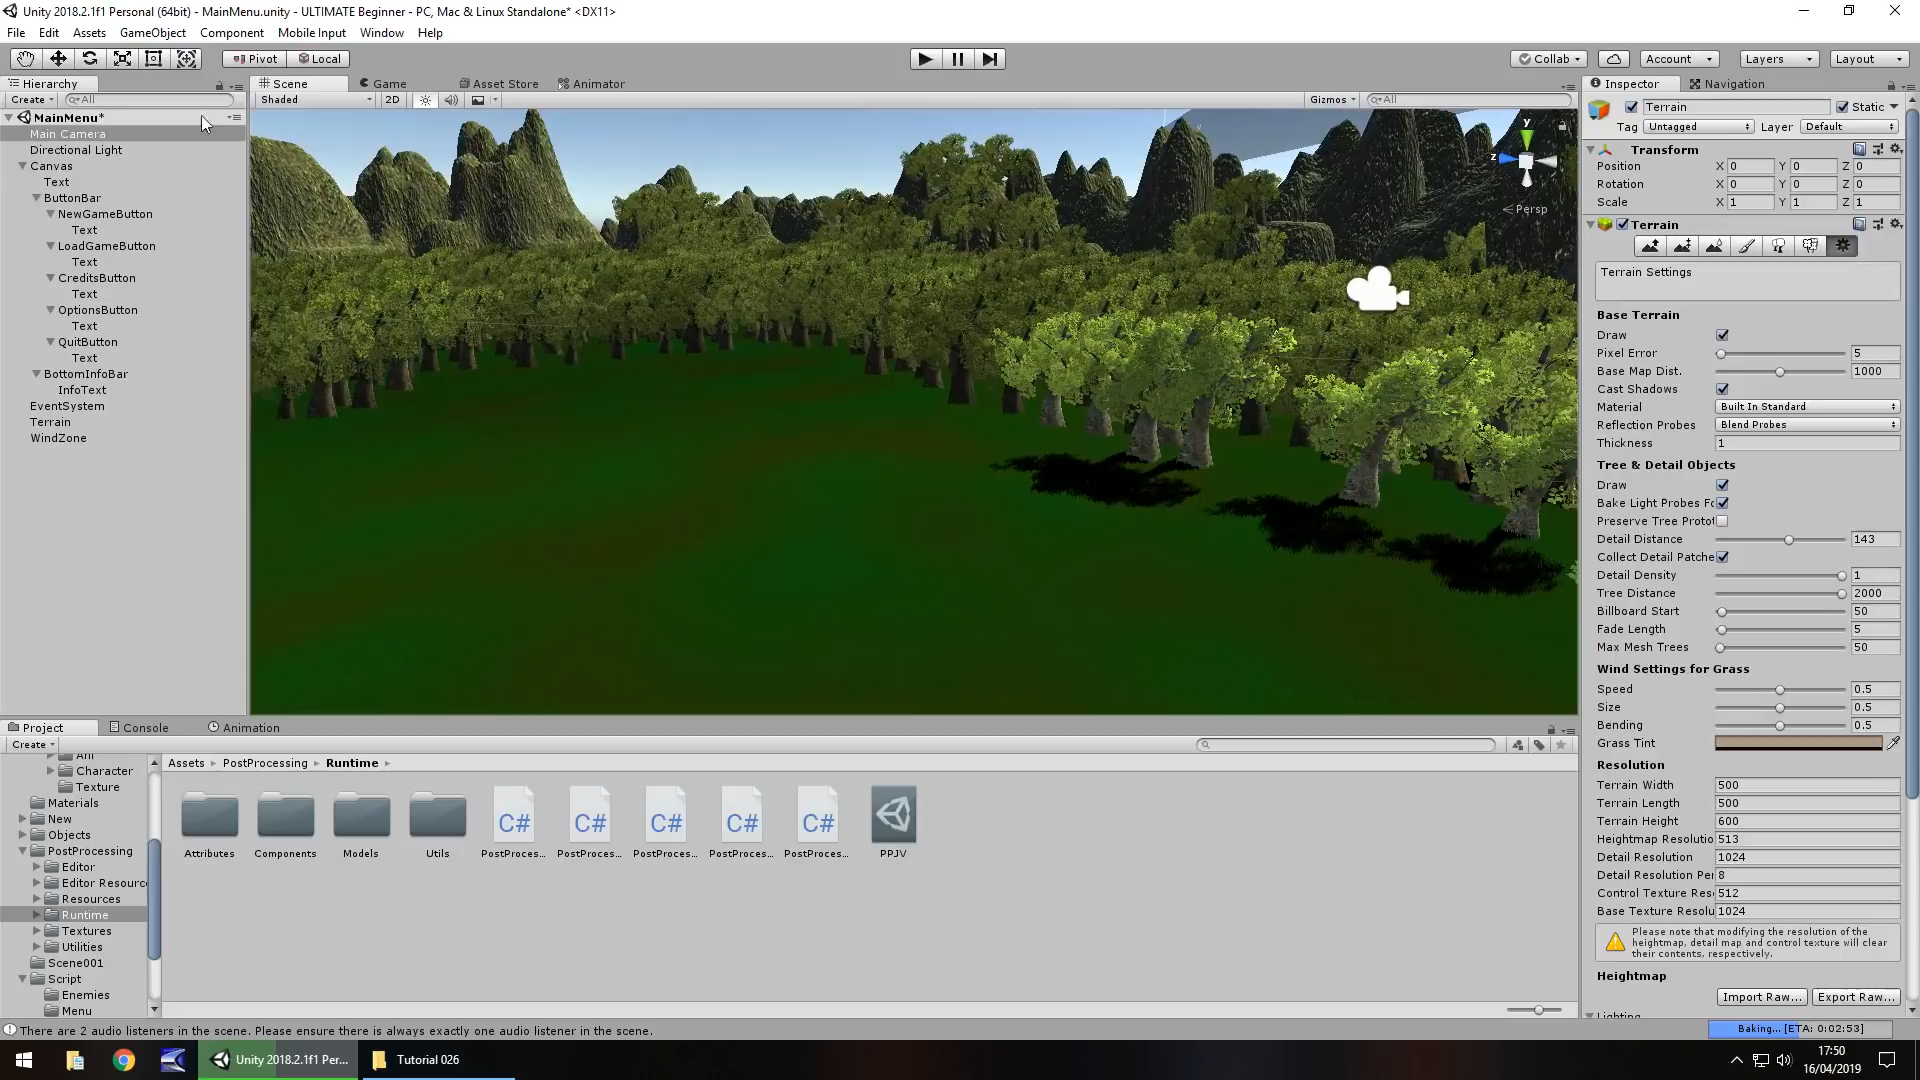 Unity 2018.2.1f1 Personal (64bit) - MainMenu.unity - ULTIMATE Beginner - PC, Mac & Linux Standalone* <DX11>
File Edit Assets GameObject Component Mobile Input Window Help
Pivot Local Collab Account Layers Layout
Hierarchy Scene Game Asset Store Animator Inspector Navigation
Create All Shaded 2D Gizmos All
MainMenu*
Main Camera
Directional Light
Canvas
Text
ButtonBar
NewGameButton
Text
LoadGameButton
Text
CreditsButton
Text
OptionsButton
Text
QuitButton
Text
BottomInfoBar
InfoText
EventSystem
Terrain
WindZone
y
z
Persp
Terrain Static
Tag Untagged Layer Default
Transform
Position X 0 Y 0 Z 0
Rotation X 0 Y 0 Z 0
Scale X 1 Y 1 Z 1
Terrain
Terrain Settings
Base Terrain
Draw
Pixel Error 5
Base Map Dist. 1000
Cast Shadows
Material Built In Standard
Reflection Probes Blend Probes
Thickness 1
Tree & Detail Objects
Draw
Bake Light Probes Fo
Preserve Tree Protot
Detail Distance 143
Collect Detail Patche
Detail Density 1
Tree Distance 2000
Billboard Start 50
Fade Length 5
Max Mesh Trees 50
Wind Settings for Grass
Speed 0.5
Size 0.5
Bending 0.5
Grass Tint
Resolution
Terrain Width 500
Terrain Length 500
Terrain Height 600
Heightmap Resolutio 513
Detail Resolution 1024
Detail Resolution Per 8
Control Texture Res 512
Base Texture Resolu 1024
Please note that modifying the resolution of the
heightmap, detail map and control texture will clear
their contents, respectively.
Heightmap
Import Raw... Export Raw...
Lighting
Project Console Animation
Create
Character
Texture
Materials
New
Objects
PostProcessing
Editor
Editor Resource
Resources
Runtime
Textures
Utilities
Scene001
Script
Enemies
Menu
Assets PostProcessing Runtime
C# C# C# C# C#
Attributes Components Models Utils PostProces... PostProces... PostProces... PostProces... PostProces... PPJV
There are 2 audio listeners in the scene. Please ensure there is always exactly one audio listener in the scene.
Baking... [ETA: 0:02:53]
Unity 2018.2.1f1 Per... Tutorial 026
17:50
16/04/2019